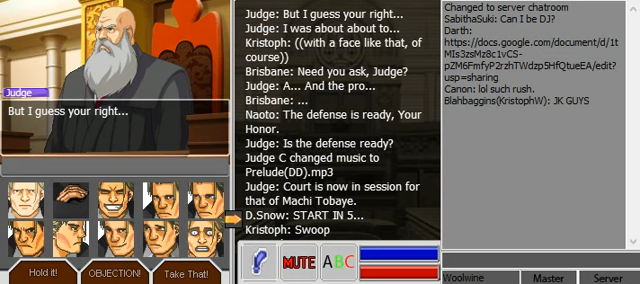 Judge
But I guess your right...
Hold it!
OBJECTION!
Take That!
Judge: But I guess your right...
Judge: I was about about to...
Kristoph: ((with a face like that, of
course))
Brisbane: Need you ask, Judge?
Judge: A... And the pro...
Brisbane: ...
Naoto: The defense is ready, Your
Honor.
Judge: Is the defense ready?
Judge C changed music to
Prelude(DD).mp3
Judge: Court is now in session for
that of Machi Tobaye.
D.Snow: START IN 5...
Kristoph: Swoop
MUTE
ABC
Changed to server chatroom
SabithaSuki: Can I be DJ?
Darth:
https://docs.google.com/document/d/1t
MIs3zsMz8c1vCS-
pZM6FmfyP2rzhTWdzp5HfQtueEA/edit?
usp=sharing
Canon: lol such rush.
Blahbaggins(KristophW): JK GUYS
Woolwine
Master
Server